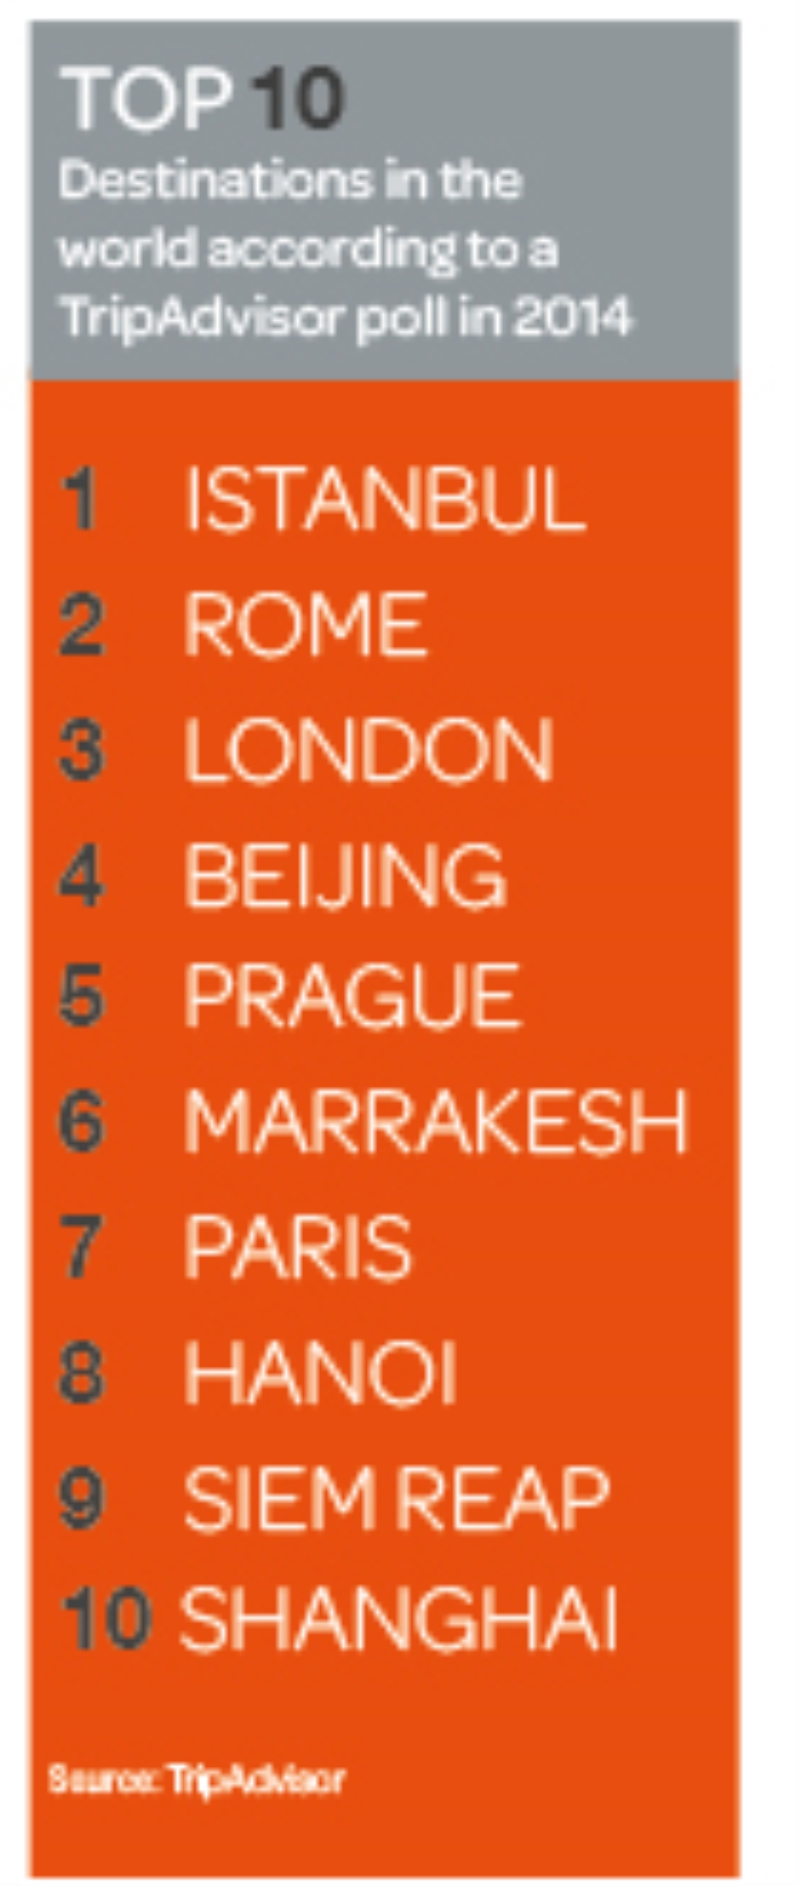 TOP 10
Destinations in the
world according to a
TripAdvisor poll in 2014
1 ISTANBUL
2 ROME
3 LONDON
4 BEIJING
5 PRAGUE
6 MARRAKESH
7 PARIS
8 HANOI
9 SIEM REAP
10 SHANGHAI
Source: TripAdvisor